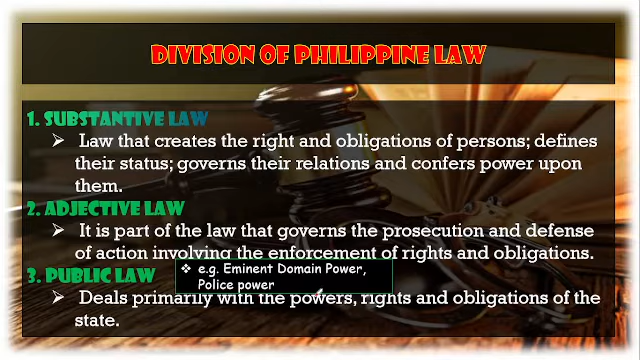 DIVISION OF PHILIPPINE LAW
1. SUBSTANTIVE LAW
➢ Law that creates the right and obligations of persons; defines
their status; governs their relations and confers power upon
them.
2. ADJECTIVE LAW
➢ It is part of the law that governs the prosecution and defense
of action involving the enforcement of rights and obligations.
3. PUBLIC LAW
❖ e.g. Eminent Domain Power,
Police power
➢ Deals primarily with the powers, rights and obligations of the
state.